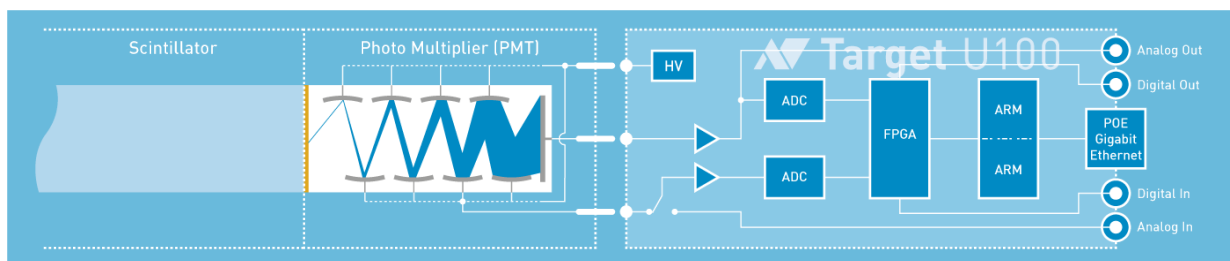 Scintillator
Photo Multiplier (PMT)
Target U100
HV
ADC
ADC
FPGA
ARM
ARM
POE
Gigabit
Ethernet
Analog Out
Digital Out
Digital In
Analog In